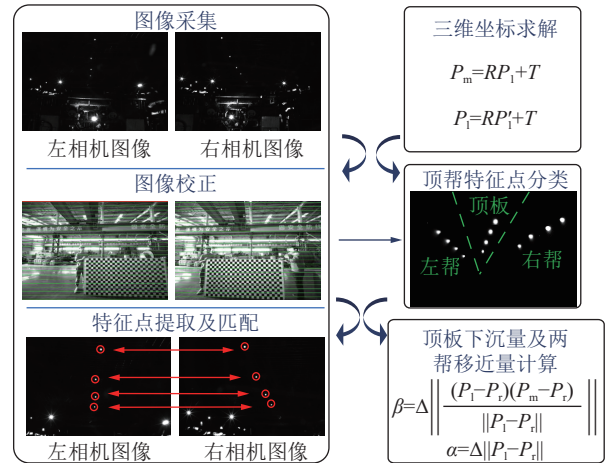 图像采集
左相机图像
右相机图像
图像校正
特征点提取及匹配
左相机图像
右相机图像
三维坐标求解
Pₘ=RPₗ+T
Pₗ=RP′ₗ+T
顶帮特征点分类
顶板
左帮
右帮
顶板下沉量及两
帮移近量计算
β=Δ||(Pₗ−Pᵣ)(Pₘ−Pᵣ)/||Pₗ−Pᵣ|| ||
α=Δ||Pₗ−Pᵣ||